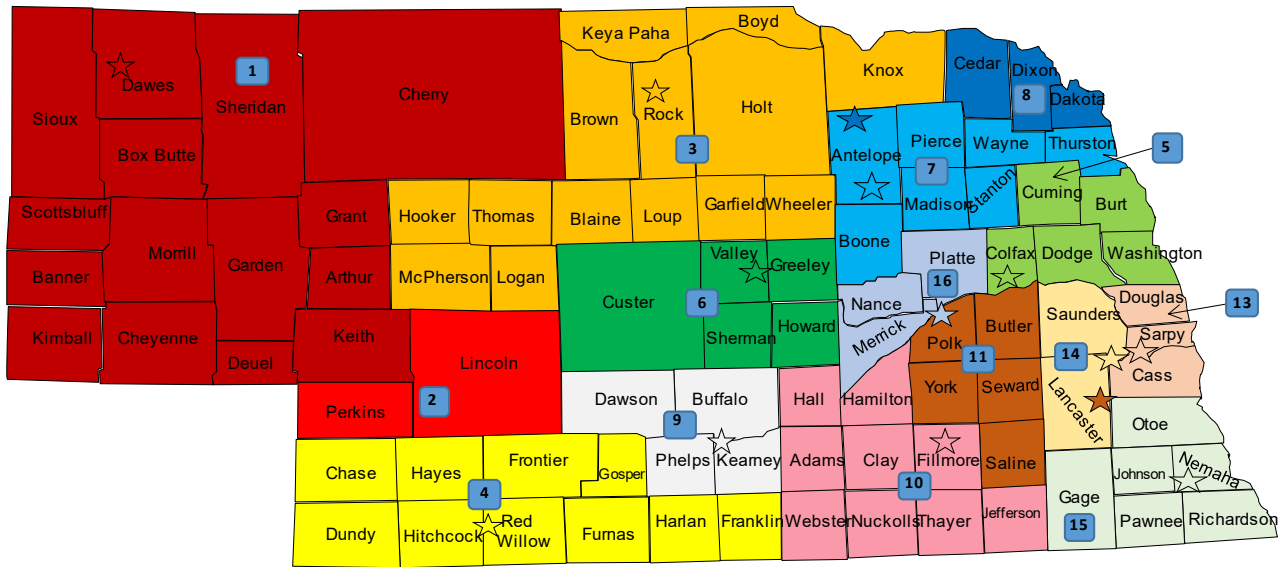 Boyd
Keya Paha
Cedar
Knox
Dixon
1
Dawes
Cherry
8
Dakota
Sheridan
Holt
Rock
Sioux
Brown
Pierce
Wayne
Thurston
5
3
Box Butte
Antelope
7
Stanton
Cuming
Madison
Burt
Scottsbluff
Grant
Hooker
Thomas
Blaine
Loup
Garfield
Wheeler
Boone
Morrill
Garden
Valley
Greeley
Platte
Colfax
Dodge
Washington
Banner
Arthur
McPherson
Logan
16
Custer
6
Nance
Douglas
13
Saunders
Kimball
Cheyenne
Keith
Sherman
Howard
Merrick
Polk
Butler
Sarpy
Deuel
Lincoln
11
14
Cass
York
Seward
Perkins
2
Dawson
Buffalo
Hall
Hamilton
Lancaster
9
Otoe
Chase
Hayes
Frontier
Gosper
Phelps
Kearney
Adams
Clay
Fillmore
Saline
Johnson
Nemaha
4
10
Gage
Dundy
Hitchcock
Red
Willow
Furnas
Harlan
Franklin
Webster
Nuckolls
Thayer
Jefferson
15
Pawnee
Richardson